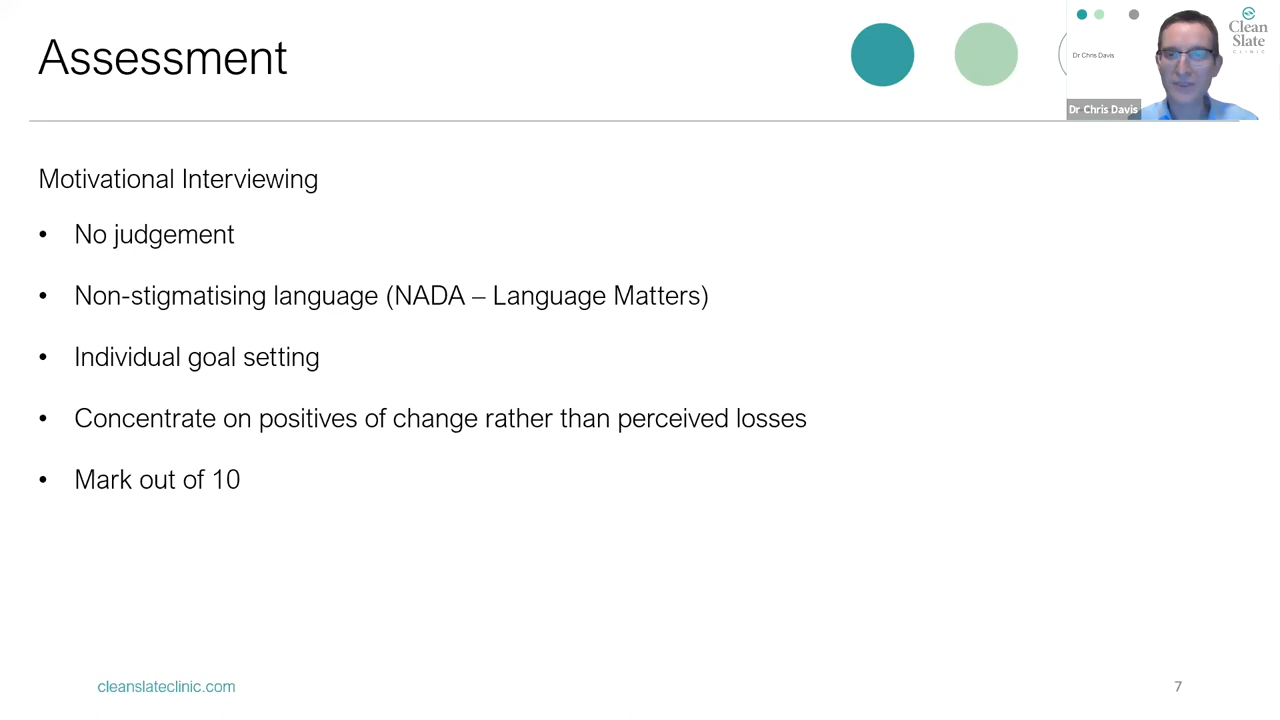 Assessment
Dr Chris Davis
Clean
Slate
CLINIC
Dr Chris Davis
Motivational Interviewing
• No judgement
• Non-stigmatising language (NADA – Language Matters)
• Individual goal setting
• Concentrate on positives of change rather than perceived losses
• Mark out of 10
cleanslateclinic.com
7